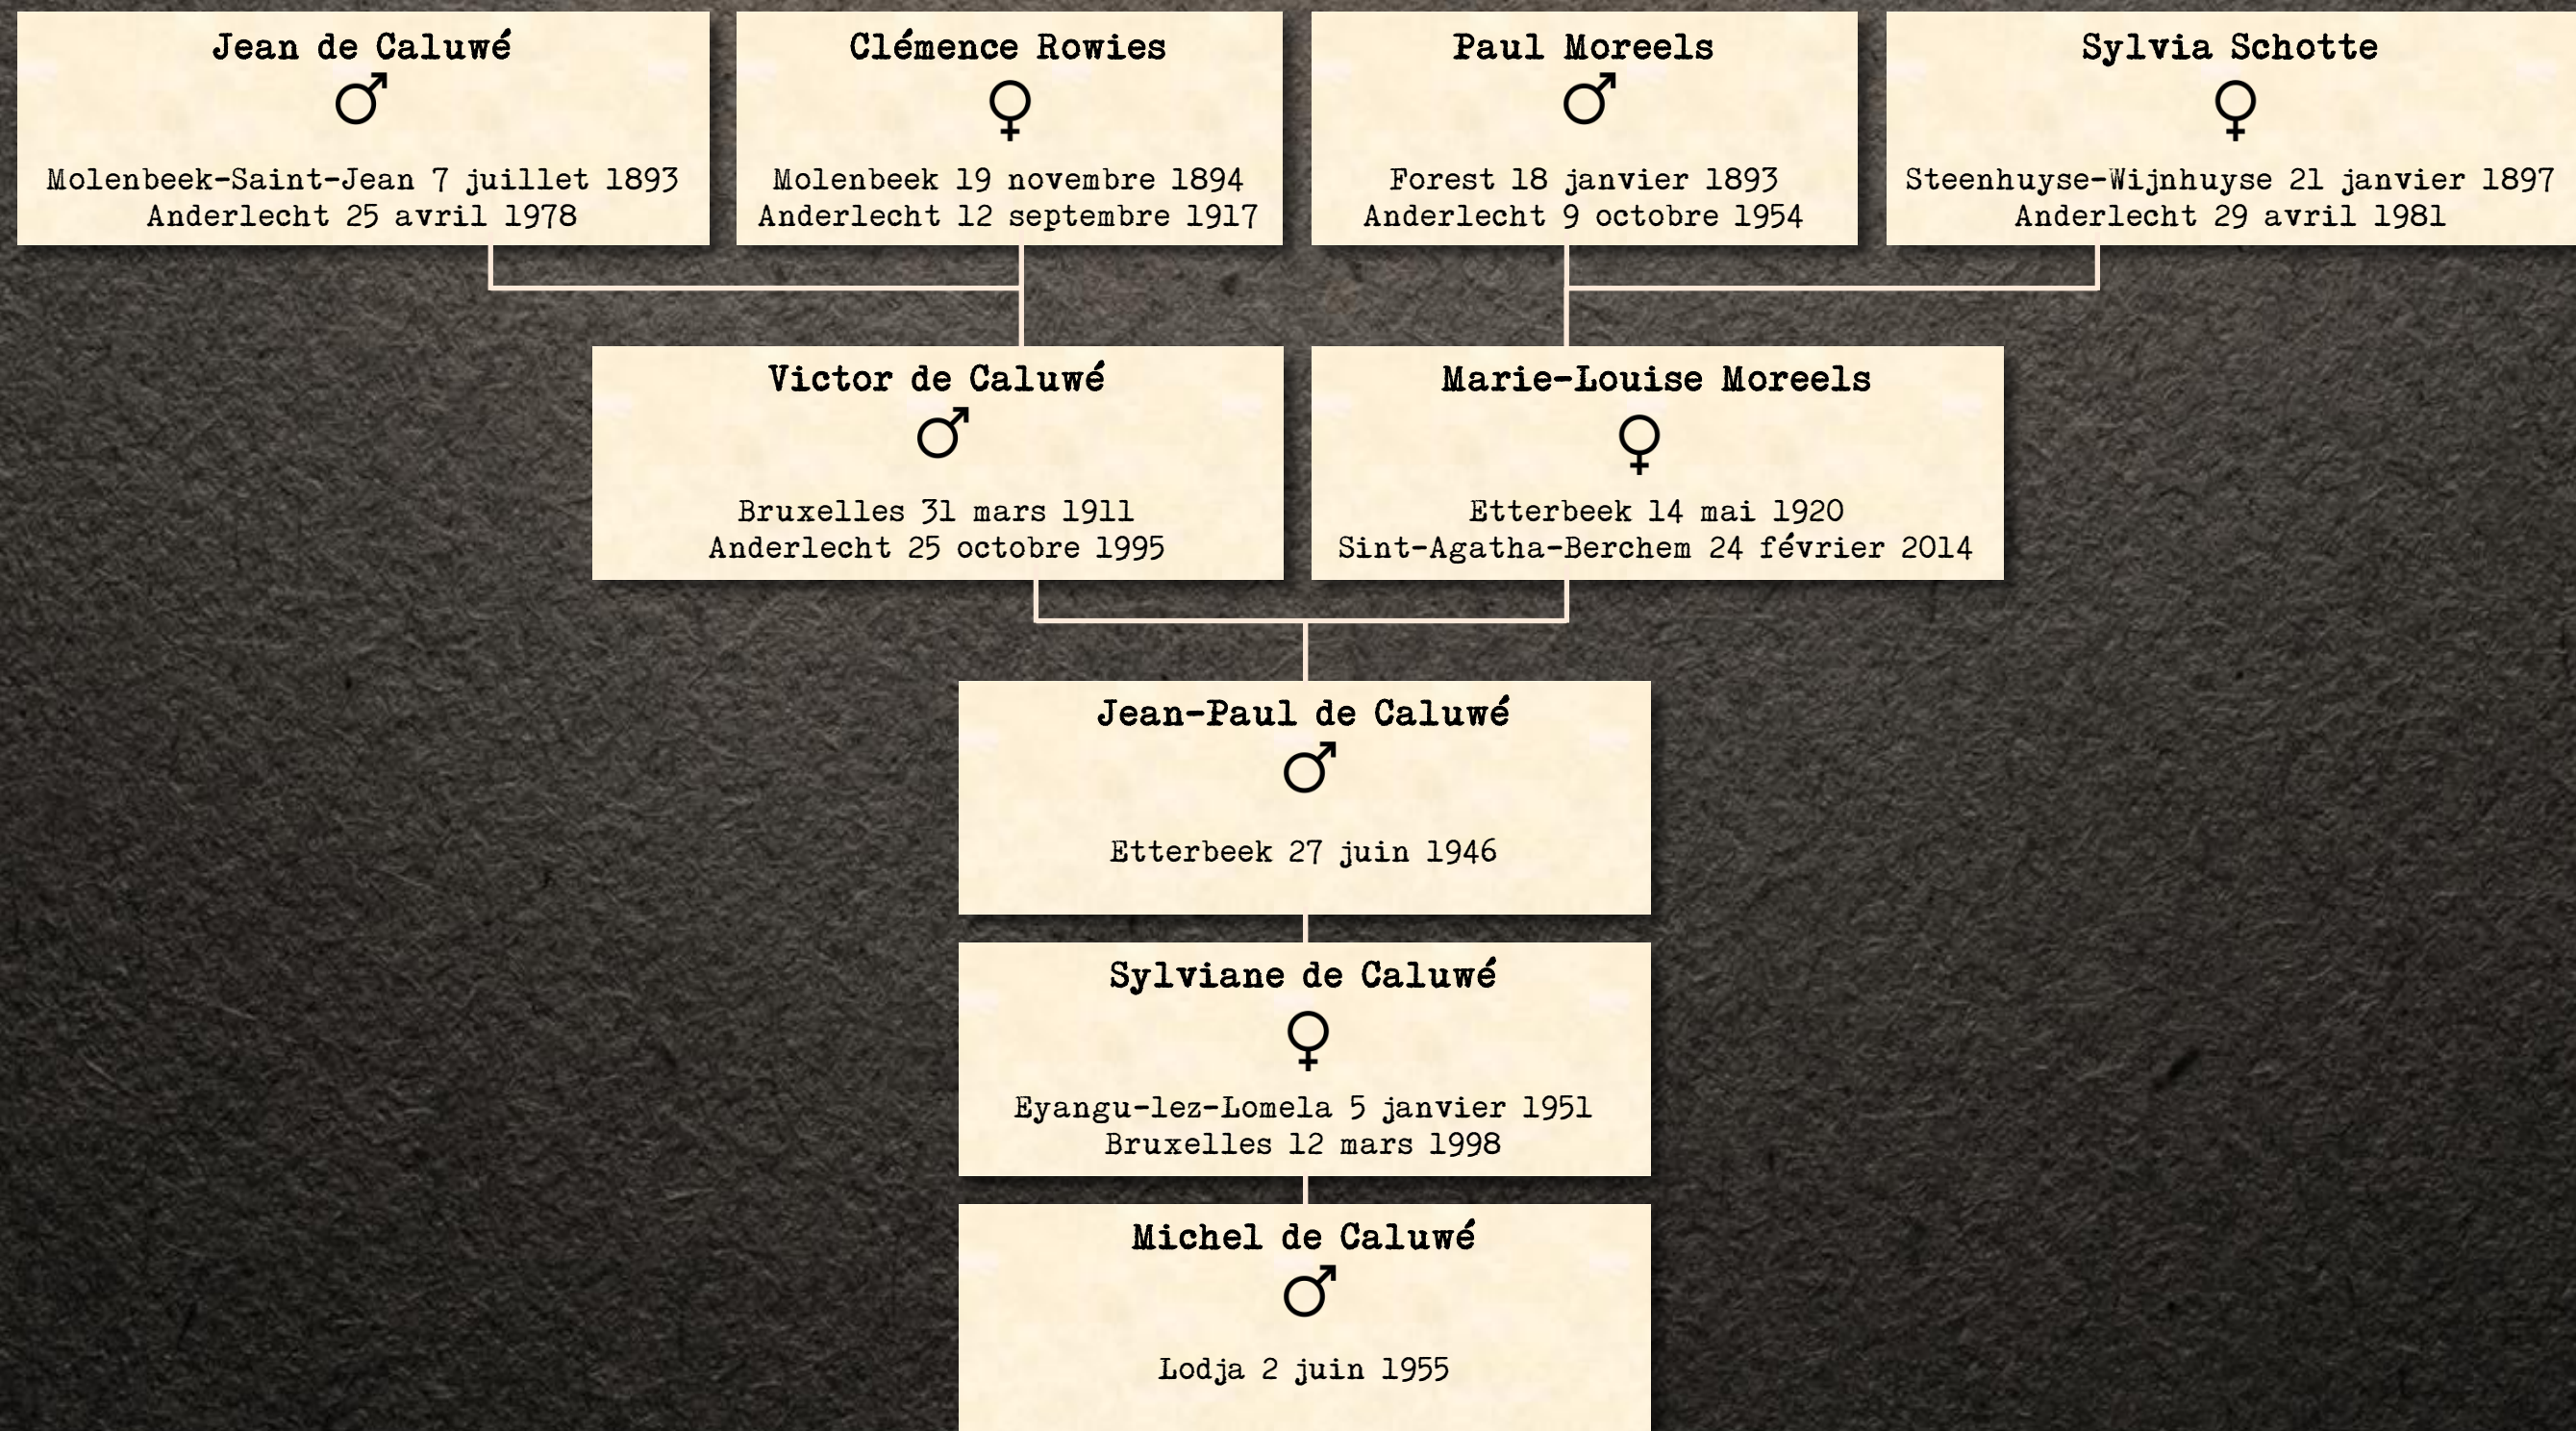 Jean de Caluwé
Molenbeek-Saint-Jean 7 juillet 1893
Anderlecht 25 avril 1978
Clémence Rowies
Molenbeek 19 novembre 1894
Anderlecht 12 septembre 1917
Paul Moreels
Forest 18 janvier 1893
Anderlecht 9 octobre 1954
Sylvia Schotte
Steenhuyse-Wijnhuyse 21 janvier 1897
Anderlecht 29 avril 1981
Victor de Caluwé
Bruxelles 31 mars 1911
Anderlecht 25 octobre 1995
Marie-Louise Moreels
Etterbeek 14 mai 1920
Sint-Agatha-Berchem 24 février 2014
Jean-Paul de Caluwé
Etterbeek 27 juin 1946
Sylviane de Caluwé
Eyangu-lez-Lomela 5 janvier 1951
Bruxelles 12 mars 1998
Michel de Caluwé
Lodja 2 juin 1955